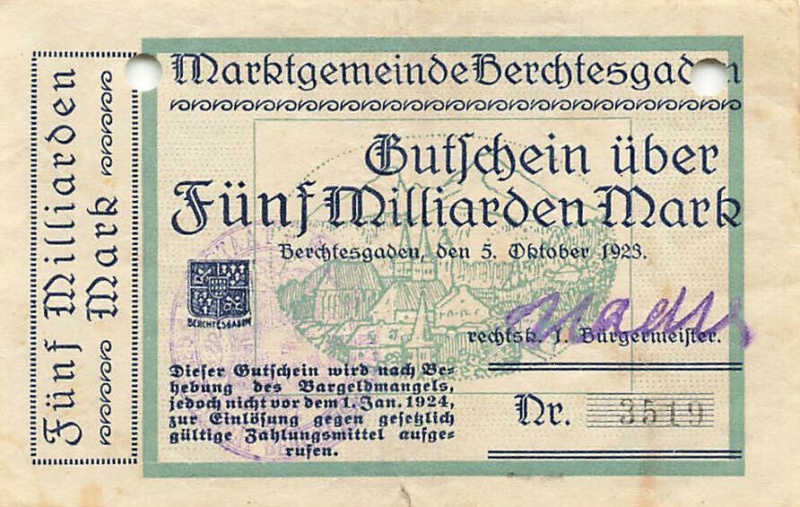 Fünf Milliarden
Mark
Marktgemeinde Berchtesgaden
Gutschein über
Fünf Milliarden Mark
Berchtesgaden, den 5. Oktober 1923.
BERCHTESGADEN
rechtsk. 1. Bürgermeister.
Dieser Gutschein wird nach Be-
hebung des Bargeldmangels,
jedoch nicht vor dem 1. Jan. 1924,
zur Einlösung gegen gesetzlich
gültige Zahlungsmittel aufge-
rufen.
Nr. 3519